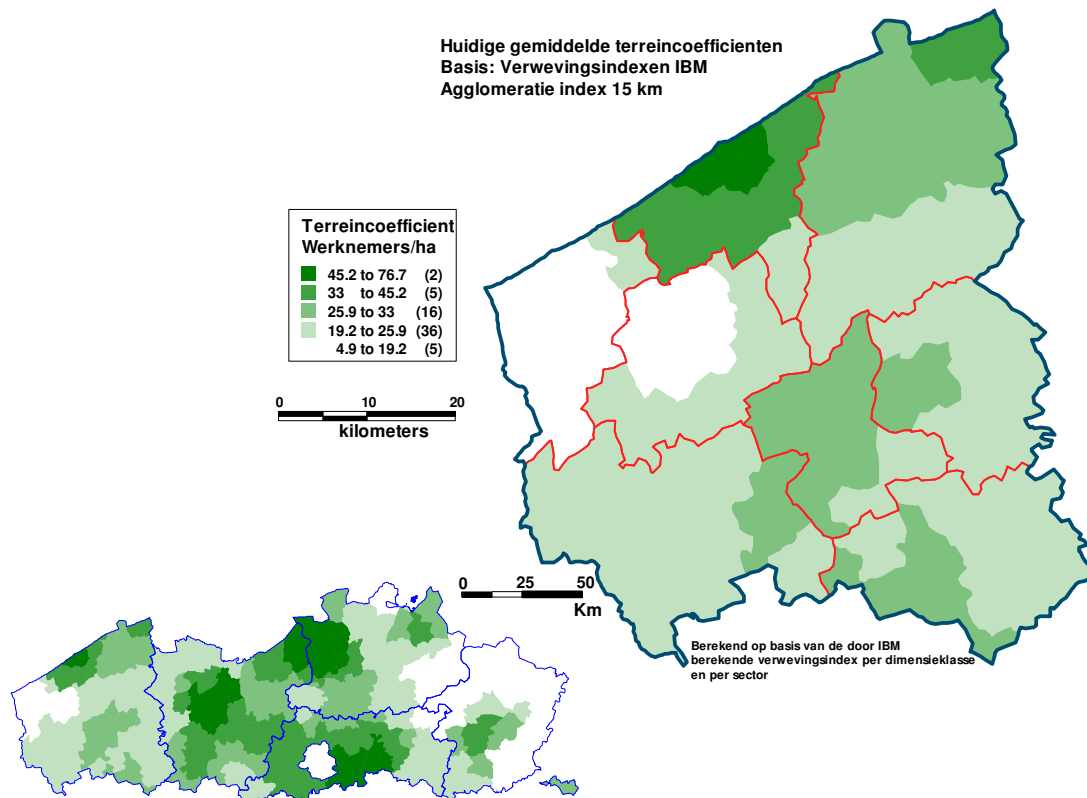 Huidige gemiddelde terreincoefficienten
Basis: Verwevingsindexen IBM
Agglomeratie index 15 km
Terreincoefficient
Werknemers/ha
45.2 to 76.7 (2)
33 to 45.2 (5)
25.9 to 33 (16)
19.2 to 25.9 (36)
4.9 to 19.2 (5)
0 10 20
kilometers
0 25 50
Km
Berekend op basis van de door IBM
berekende verwevingsindex per dimensieklasse
en per sector